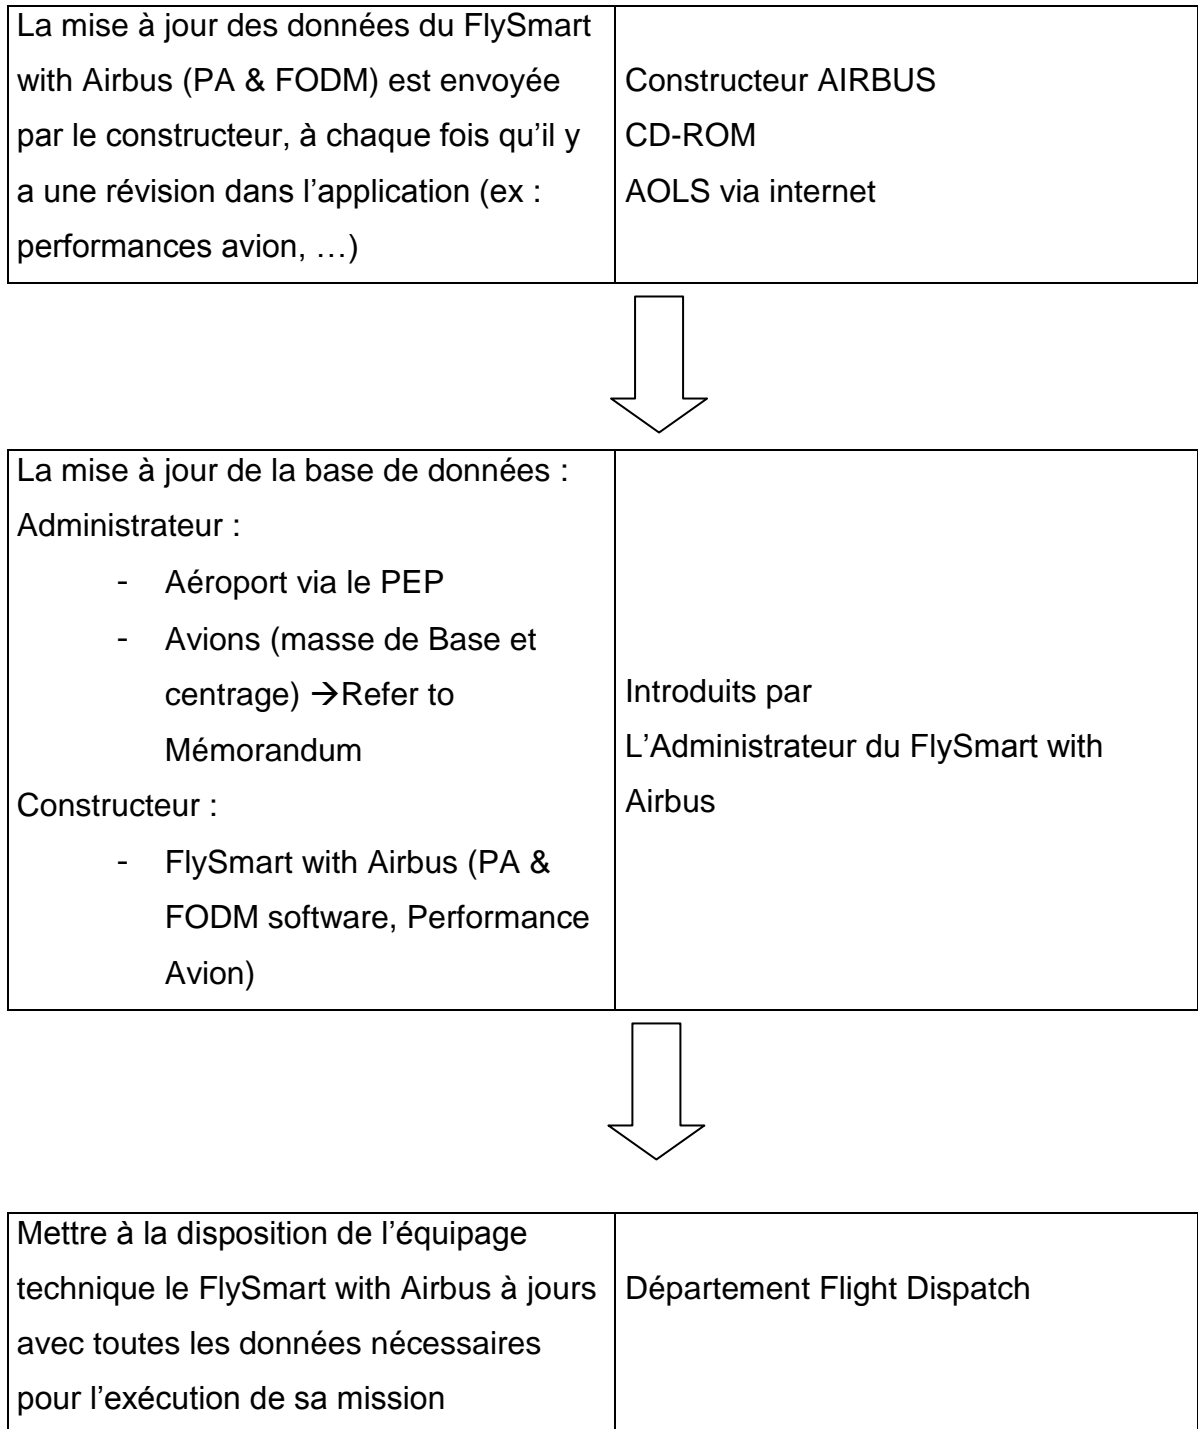 La mise à jour des données du FlySmart
with Airbus (PA & FODM) est envoyée
par le constructeur, à chaque fois qu'il y
a une révision dans l'application (ex :
performances avion, …)
Constructeur AIRBUS
CD-ROM
AOLS via internet
La mise à jour de la base de données :
Administrateur :
- Aéroport via le PEP
- Avions (masse de Base et
centrage) →Refer to
Mémorandum
Constructeur :
- FlySmart with Airbus (PA &
FODM software, Performance
Avion)
Introduits par
L'Administrateur du FlySmart with
Airbus
Mettre à la disposition de l'équipage
technique le FlySmart with Airbus à jours
avec toutes les données nécessaires
pour l'exécution de sa mission
Département Flight Dispatch